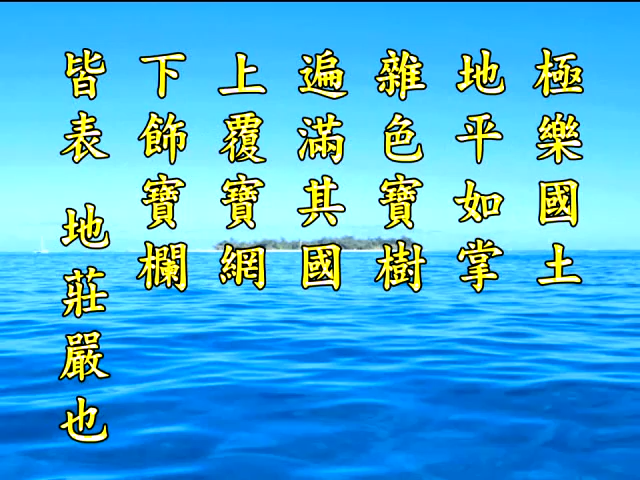 極樂國土
地平如掌
雜色寶樹
遍滿其國
上覆寶網
下飾寶欄
皆表 地莊嚴也